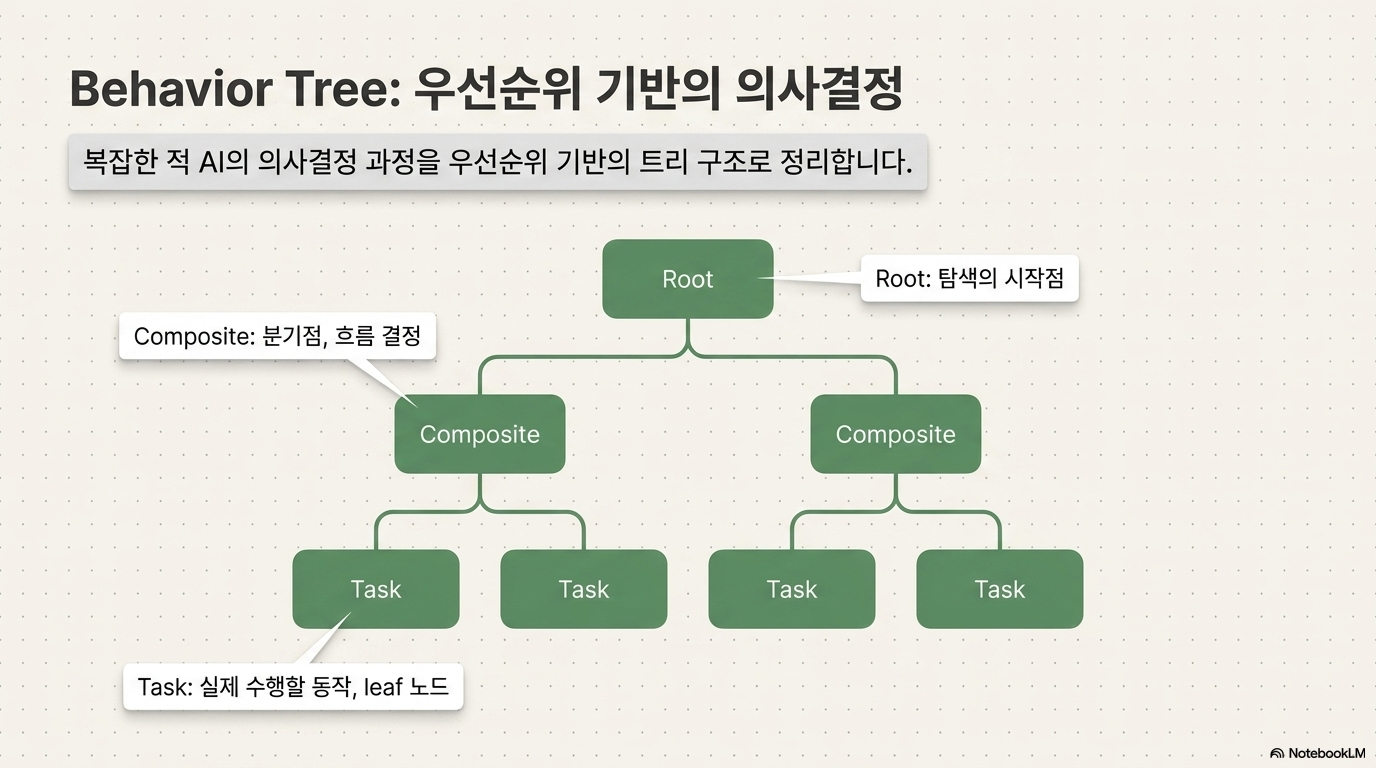 Behavior Tree: 우선순위 기반의 의사결정
복잡한 적 AI의 의사결정 과정을 우선순위 기반의 트리 구조로 정리합니다.
Root
Root: 탐색의 시작점
Composite: 분기점, 흐름 결정
Composite
Composite
Task
Task
Task
Task
Task: 실제 수행할 동작, leaf 노드
NotebookLM